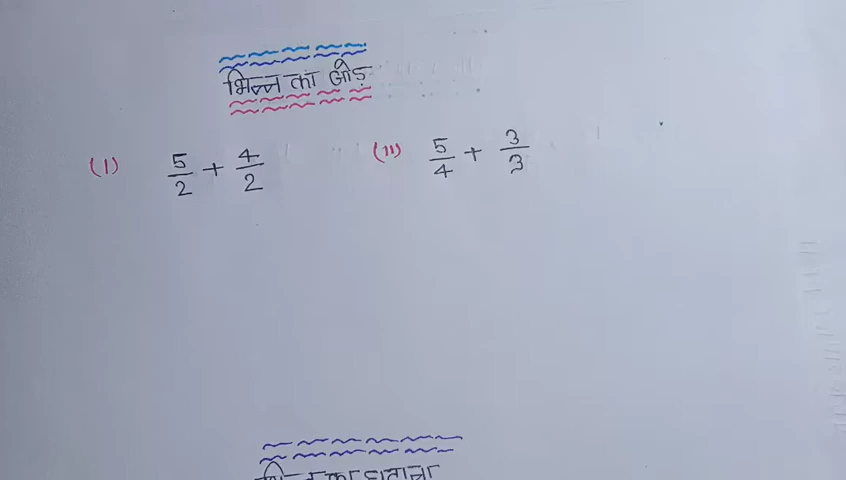 भिन्न का जोड़
(I) 5/2 + 4/2 (II) 5/4 + 3/3